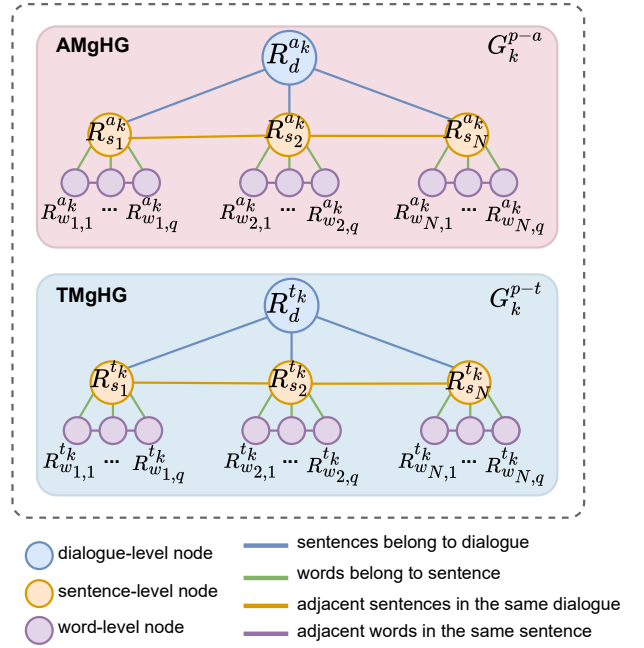 AMgHG
G_k^{p-a}
R_d^{a_k}
R_{s_1}^{a_k} R_{s_2}^{a_k} R_{s_N}^{a_k}
R_{w_{1,1}}^{a_k} ... R_{w_{1,q}}^{a_k} R_{w_{2,1}}^{a_k} ... R_{w_{2,q}}^{a_k} R_{w_{N,1}}^{a_k} ... R_{w_{N,q}}^{a_k}
TMgHG
G_k^{p-t}
R_d^{t_k}
R_{s_1}^{t_k} R_{s_2}^{t_k} R_{s_N}^{t_k}
R_{w_{1,1}}^{t_k} ... R_{w_{1,q}}^{t_k} R_{w_{2,1}}^{t_k} ... R_{w_{2,q}}^{t_k} R_{w_{N,1}}^{t_k} ... R_{w_{N,q}}^{t_k}
dialogue-level node
sentence-level node
word-level node
sentences belong to dialogue
words belong to sentence
adjacent sentences in the same dialogue
adjacent words in the same sentence